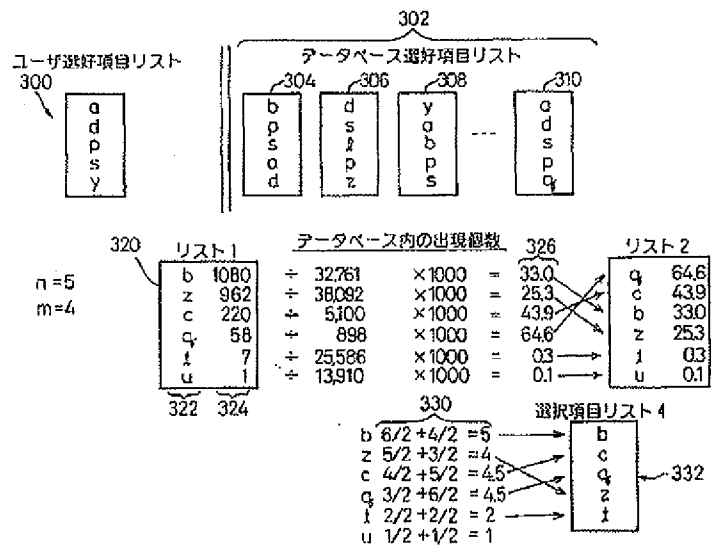 302
ユーザ選好項目リスト
300
a
d
p
s
y
データベース選好項目リスト
304
b
p
s
a
d
306
d
s
l
p
z
308
y
a
b
p
s
310
a
d
s
p
q
n=5
m=4
320
リスト1
データベース内の出現個数
326
リスト2
b 1080 ÷ 32,761 ×1000 = 33.0
z 962 ÷ 38,092 ×1000 = 25.3
c 220 ÷ 5,100 ×1000 = 43.9
q 58 ÷ 898 ×1000 = 64.6
t 7 ÷ 25,586 ×1000 = 0.3
u 1 ÷ 13,910 ×1000 = 0.1
q 64.6
c 43.9
b 33.0
z 25.3
t 0.3
u 0.1
322 324
330
選択項目リスト4
b 6/2+4/2 =5
z 5/2+3/2 =4
c 4/2+5/2 =4.5
q 3/2+6/2 =4.5
t 2/2+2/2 =2
u 1/2+1/2 =1
b
c
q
z
t
332